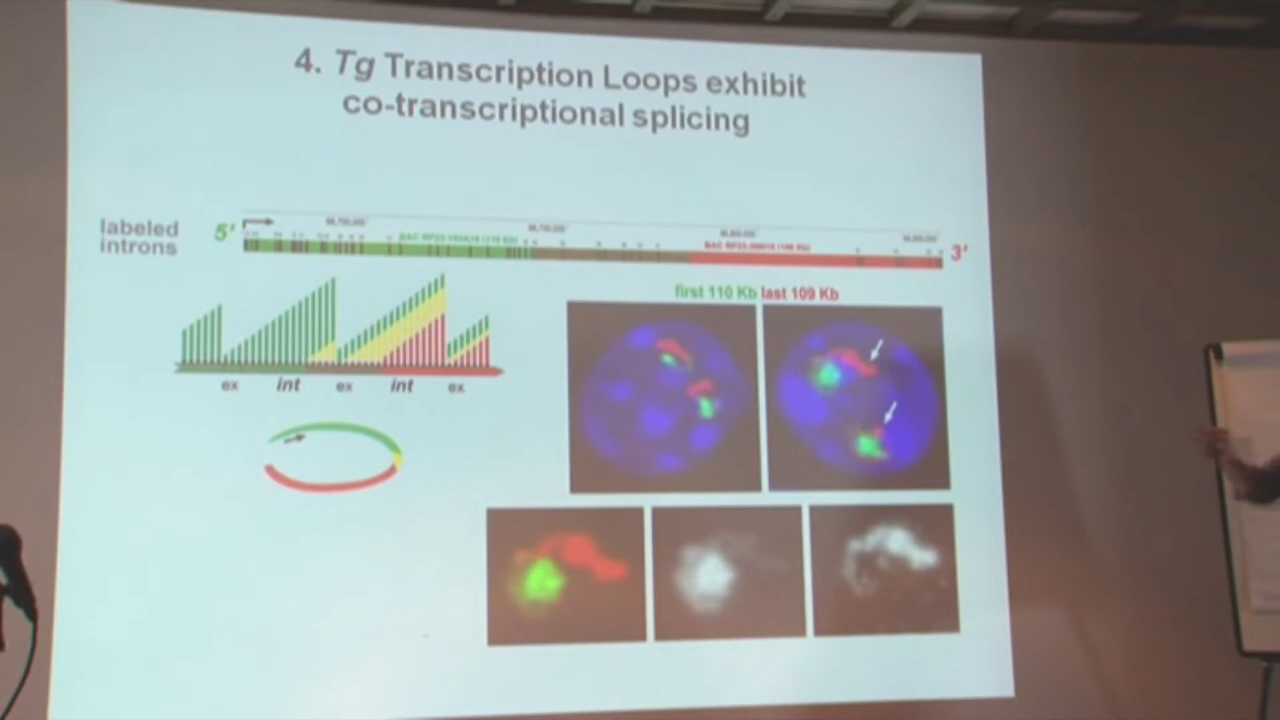 4. Tg Transcription Loops exhibit
co-transcriptional splicing
labeled
introns
5'
3'
first 110 Kb last 109 Kb
ex int ex int ex